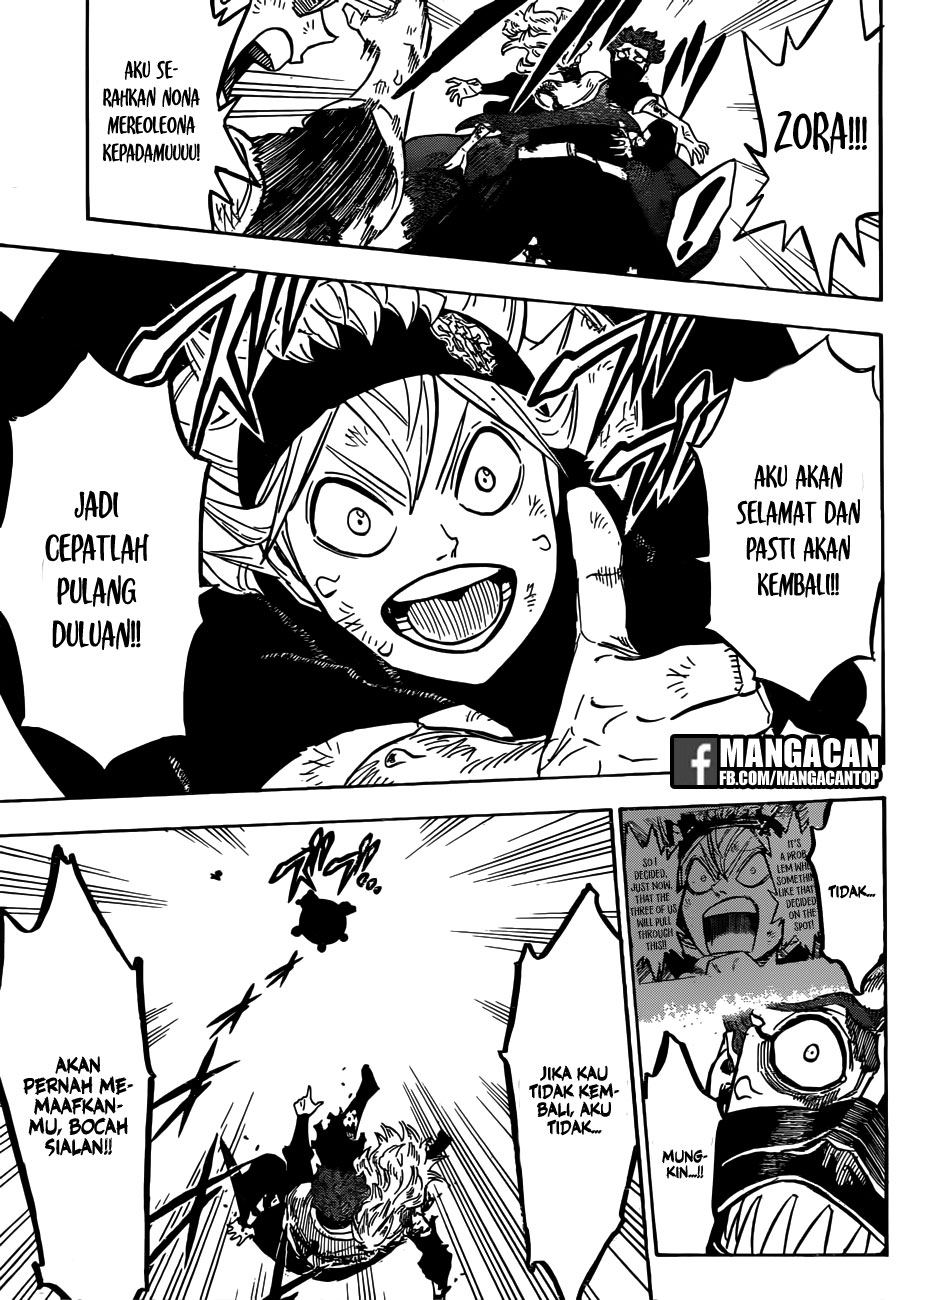 ZORA!!!
AKU SE-
RAHKAN NONA
MEREOLEONA
KEPADAMUUUU!
AKU AKAN
SELAMAT DAN
PASTI AKAN
KEMBALI!!
JADI
CEPATLAH
PULANG
DULUAN!!
f MANGACAN
FB.COM/MANGACANTOP
IT'S
A PROB
LEM WH
SOMETHIN
LIKE THAT
DECIDED
ON THE
SPOT!
SO I
DECIDED,
JUST NOW,
THAT THE
THREE OF US
WILL PULL
THROUGH
THIS!!
TIDAK...
MUNG-
KIN...!!
JIKA KAU
TIDAK KEM-
BALI, AKU
TIDAK...
AKAN
PERNAH ME-
MAAFKAN-
MU, BOCAH
SIALAN!!